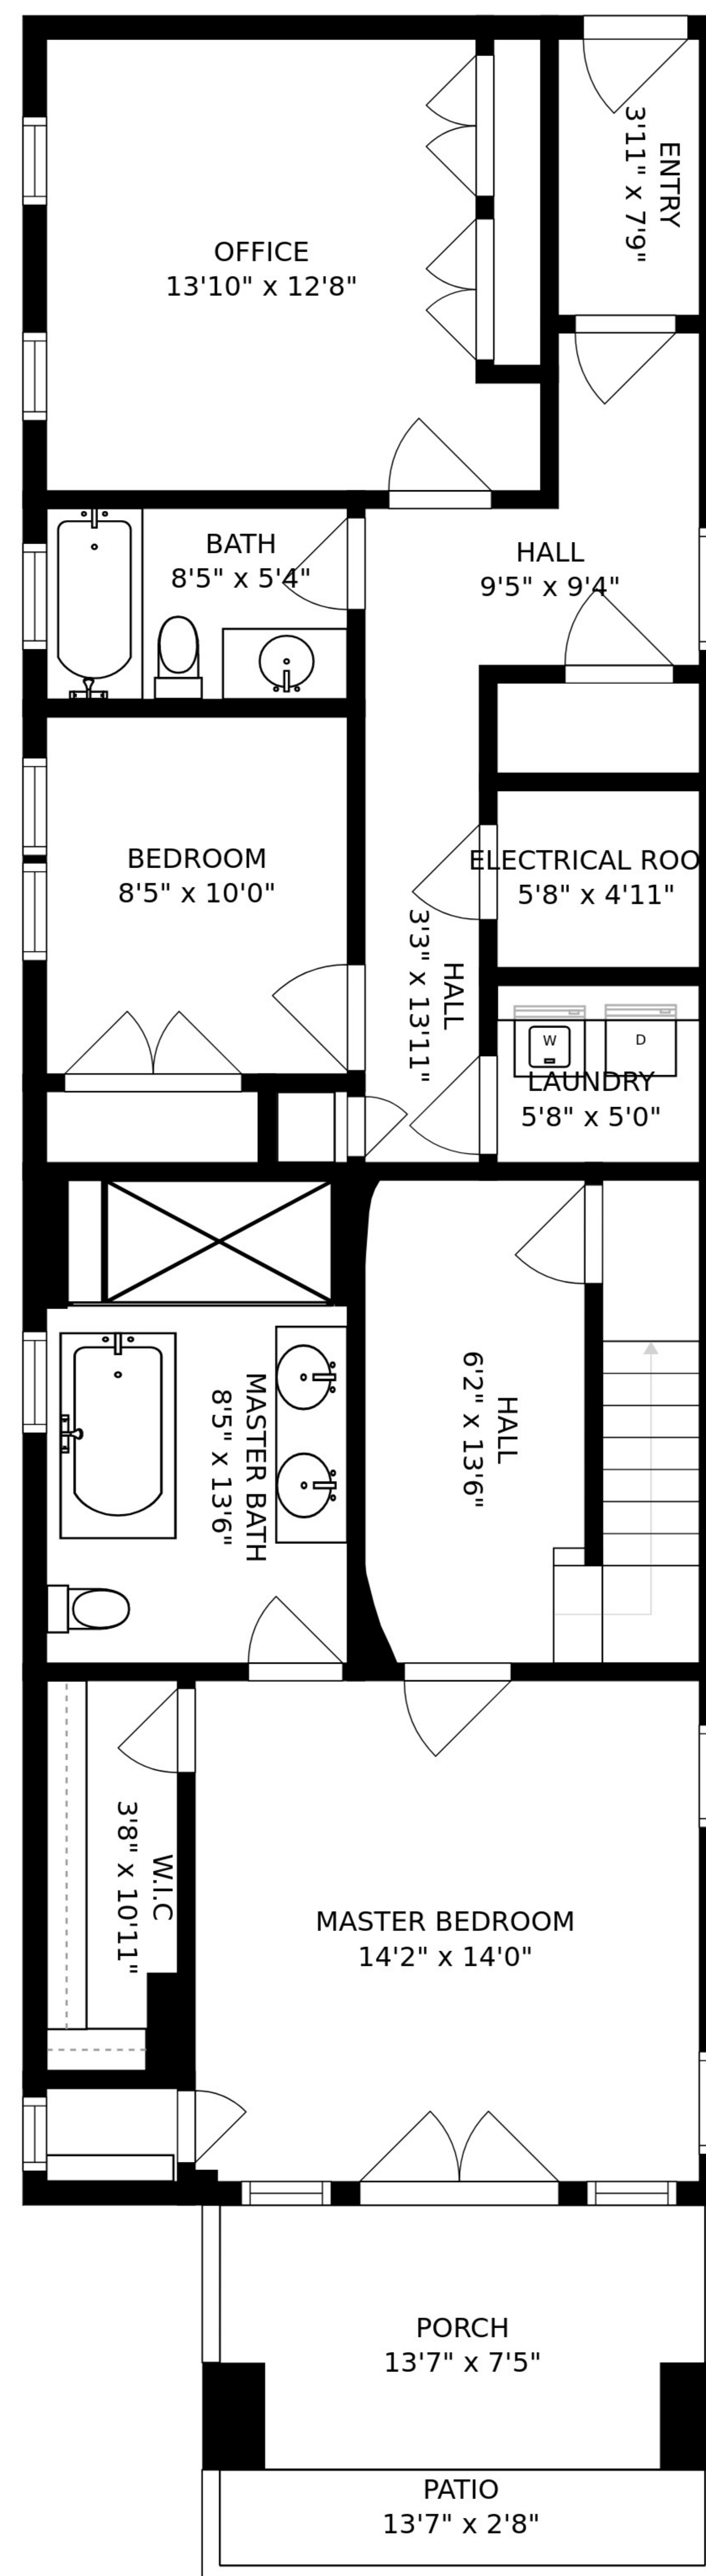 ENTRY
3'11" x 7'9"
OFFICE
13'10" x 12'8"
BATH
8'5" x 5'4"
HALL
9'5" x 9'4"
BEDROOM
8'5" x 10'0"
ELECTRICAL ROO
5'8" x 4'11"
HALL
3'3" x 13'11"
W
D
LAUNDRY
5'8" x 5'0"
MASTER BATH
8'5" x 13'6"
HALL
6'2" x 13'6"
W.I.C
3'8" x 10'11"
MASTER BEDROOM
14'2" x 14'0"
PORCH
13'7" x 7'5"
PATIO
13'7" x 2'8"